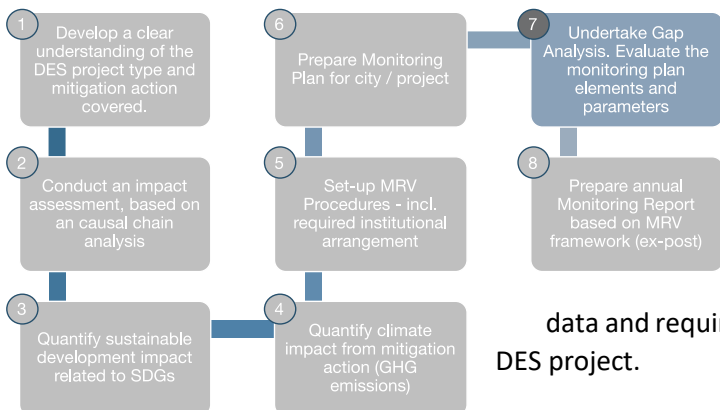 1
Develop a clear
understanding of the
DES project type and
mitigation action
covered.
2
Conduct an impact
assessment, based on
an causal chain
analysis
3
Quantify sustainable
development impact
related to SDGs
4
Quantify climate
impact from mitigation
action (GHG
emissions)
5
Set-up MRV
Procedures - incl.
required institutional
arrangement
6
Prepare Monitoring
Plan for city / project
7
Undertake Gap
Analysis. Evaluate the
monitoring plan
elements and
parameters
8
Prepare annual
Monitoring Report
based on MRV
framework (ex-post)
data and requir
DES project.